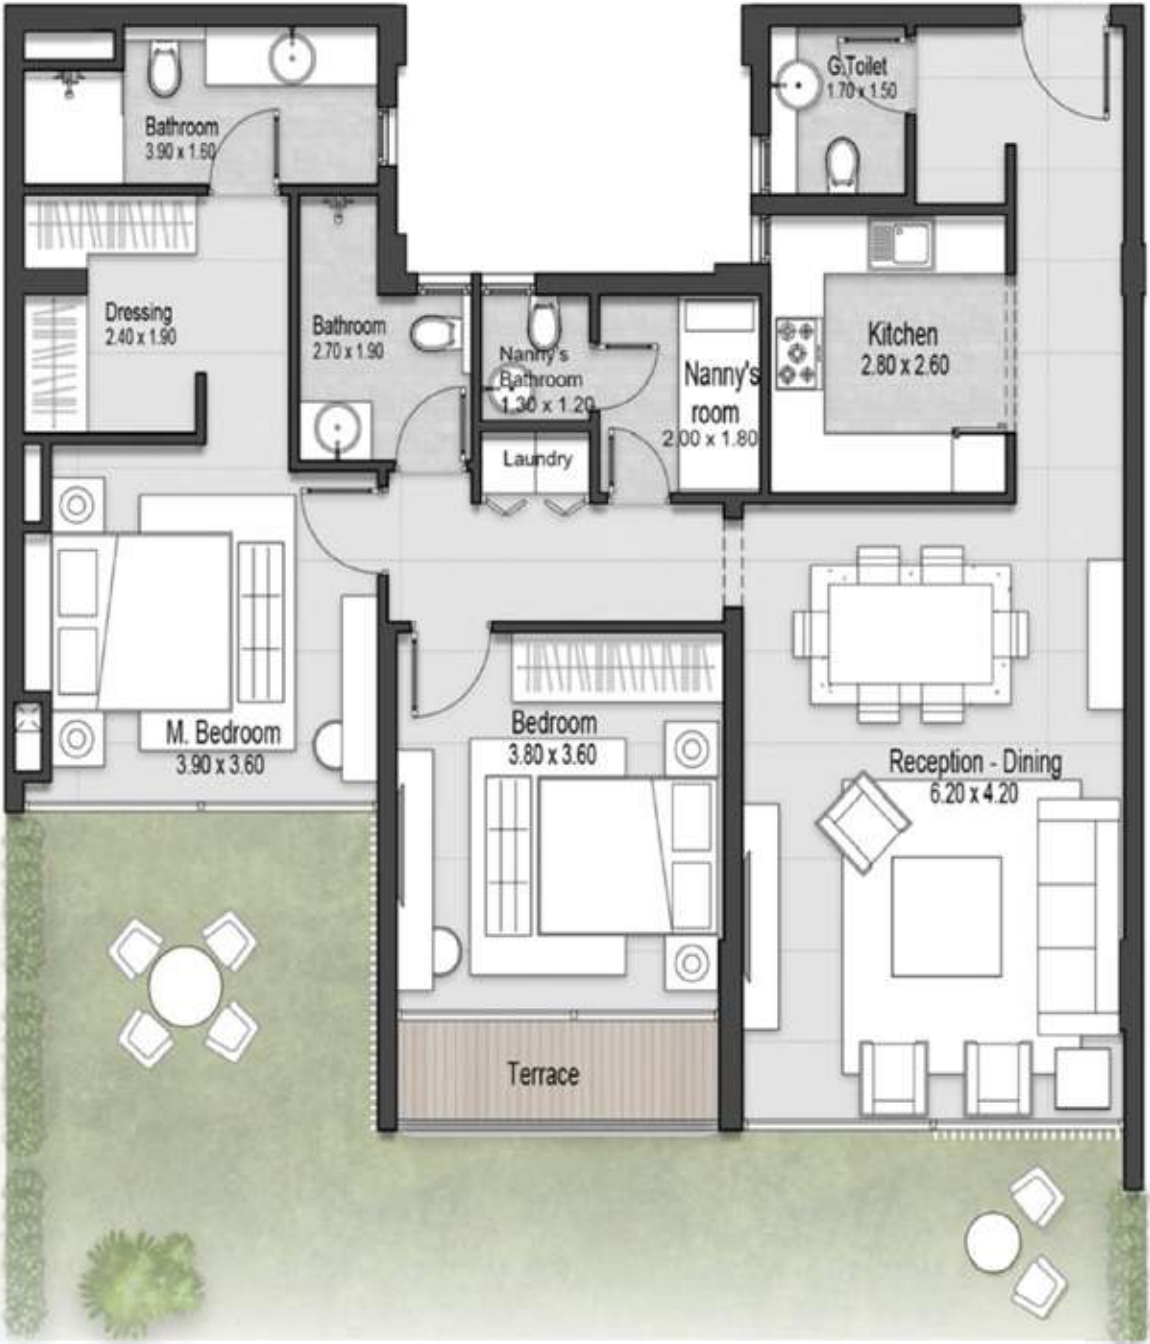 G.Toilet
1.70 x 1.50
Bathroom
3.90 x 1.60
Dressing
2.40 x 1.90
Bathroom
2.70 x 1.90
Nanny's
Bathroom
1.30 x 1.20
Nanny's
room
2.00 x 1.80
Kitchen
2.80 x 2.60
Laundry
M. Bedroom
3.90 x 3.60
Bedroom
3.80 x 3.60
Reception - Dining
6.20 x 4.20
Terrace